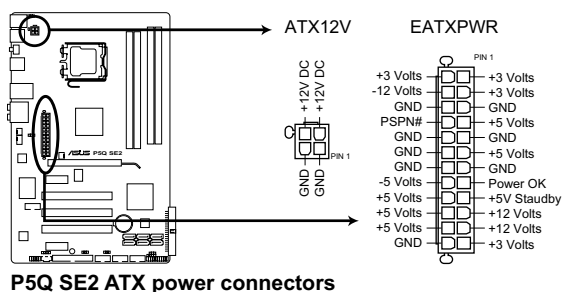 ATX12V
EATXPWR
+12V DC
+12V DC
PIN 1
GND
GND
PIN 1
+3 Volts
+3 Volts
-12 Volts
+3 Volts
GND
GND
PSPN#
+5 Volts
GND
GND
GND
+5 Volts
GND
GND
-5 Volts
Power OK
+5 Volts
+5V Staudby
+5 Volts
+12 Volts
+5 Volts
+12 Volts
GND
+3 Volts
ASUS P5Q SE2
P5Q SE2 ATX power connectors